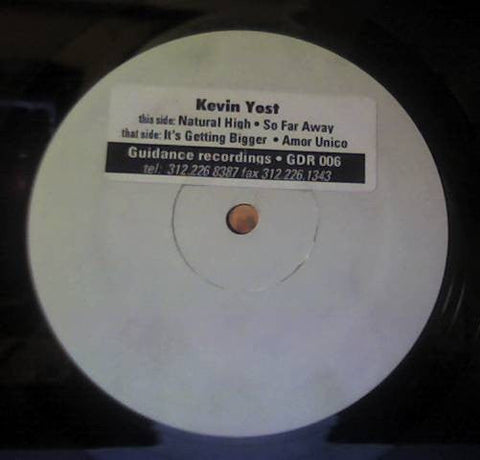 Kevin Yost
this side: Natural High • So Far Away
that side: It's Getting Bigger • Amor Unico
Guidance recordings • GDR 006
tel: 312.226.8387 fax 312.226.1343